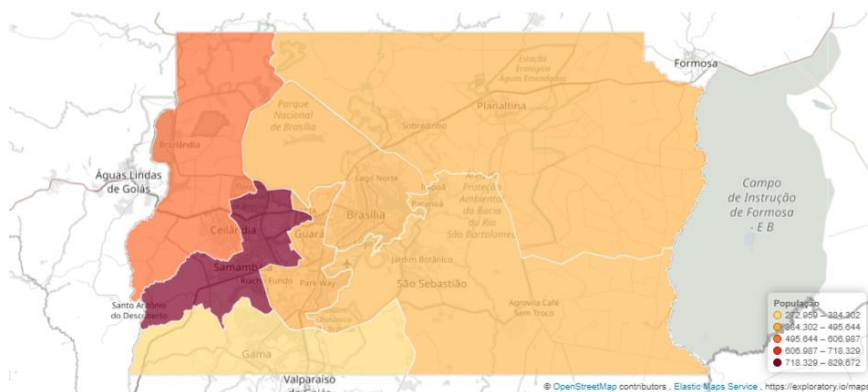 Formosa
Estação
Ecológica
Águas Emendadas
Planaltina
Parque
Nacional
de Brasília
Sobradinho
Brazlândia
Águas Lindas
de Goiás
Lago Norte
Itapoã
Paranoá
Proteção
Ambiental
da Bacia
do Rio
São Bartolomeu
Campo
de Instrução
de Formosa
- E B
Brasília
Ceilândia
Guará
Samambaia
Jardim Botânico
Riacho Fundo
Park Way
São Sebastião
Santo Antônio
do Descoberto
Agrovila Café
Sem Troco
Gama
Valparaíso
de Goiás
População
272.959 – 384.302
384.302 – 495.644
495.644 – 606.987
606.987 – 718.329
718.329 – 829.672
© OpenStreetMap contributors , Elastic Maps Service , https://exploratory.io/map